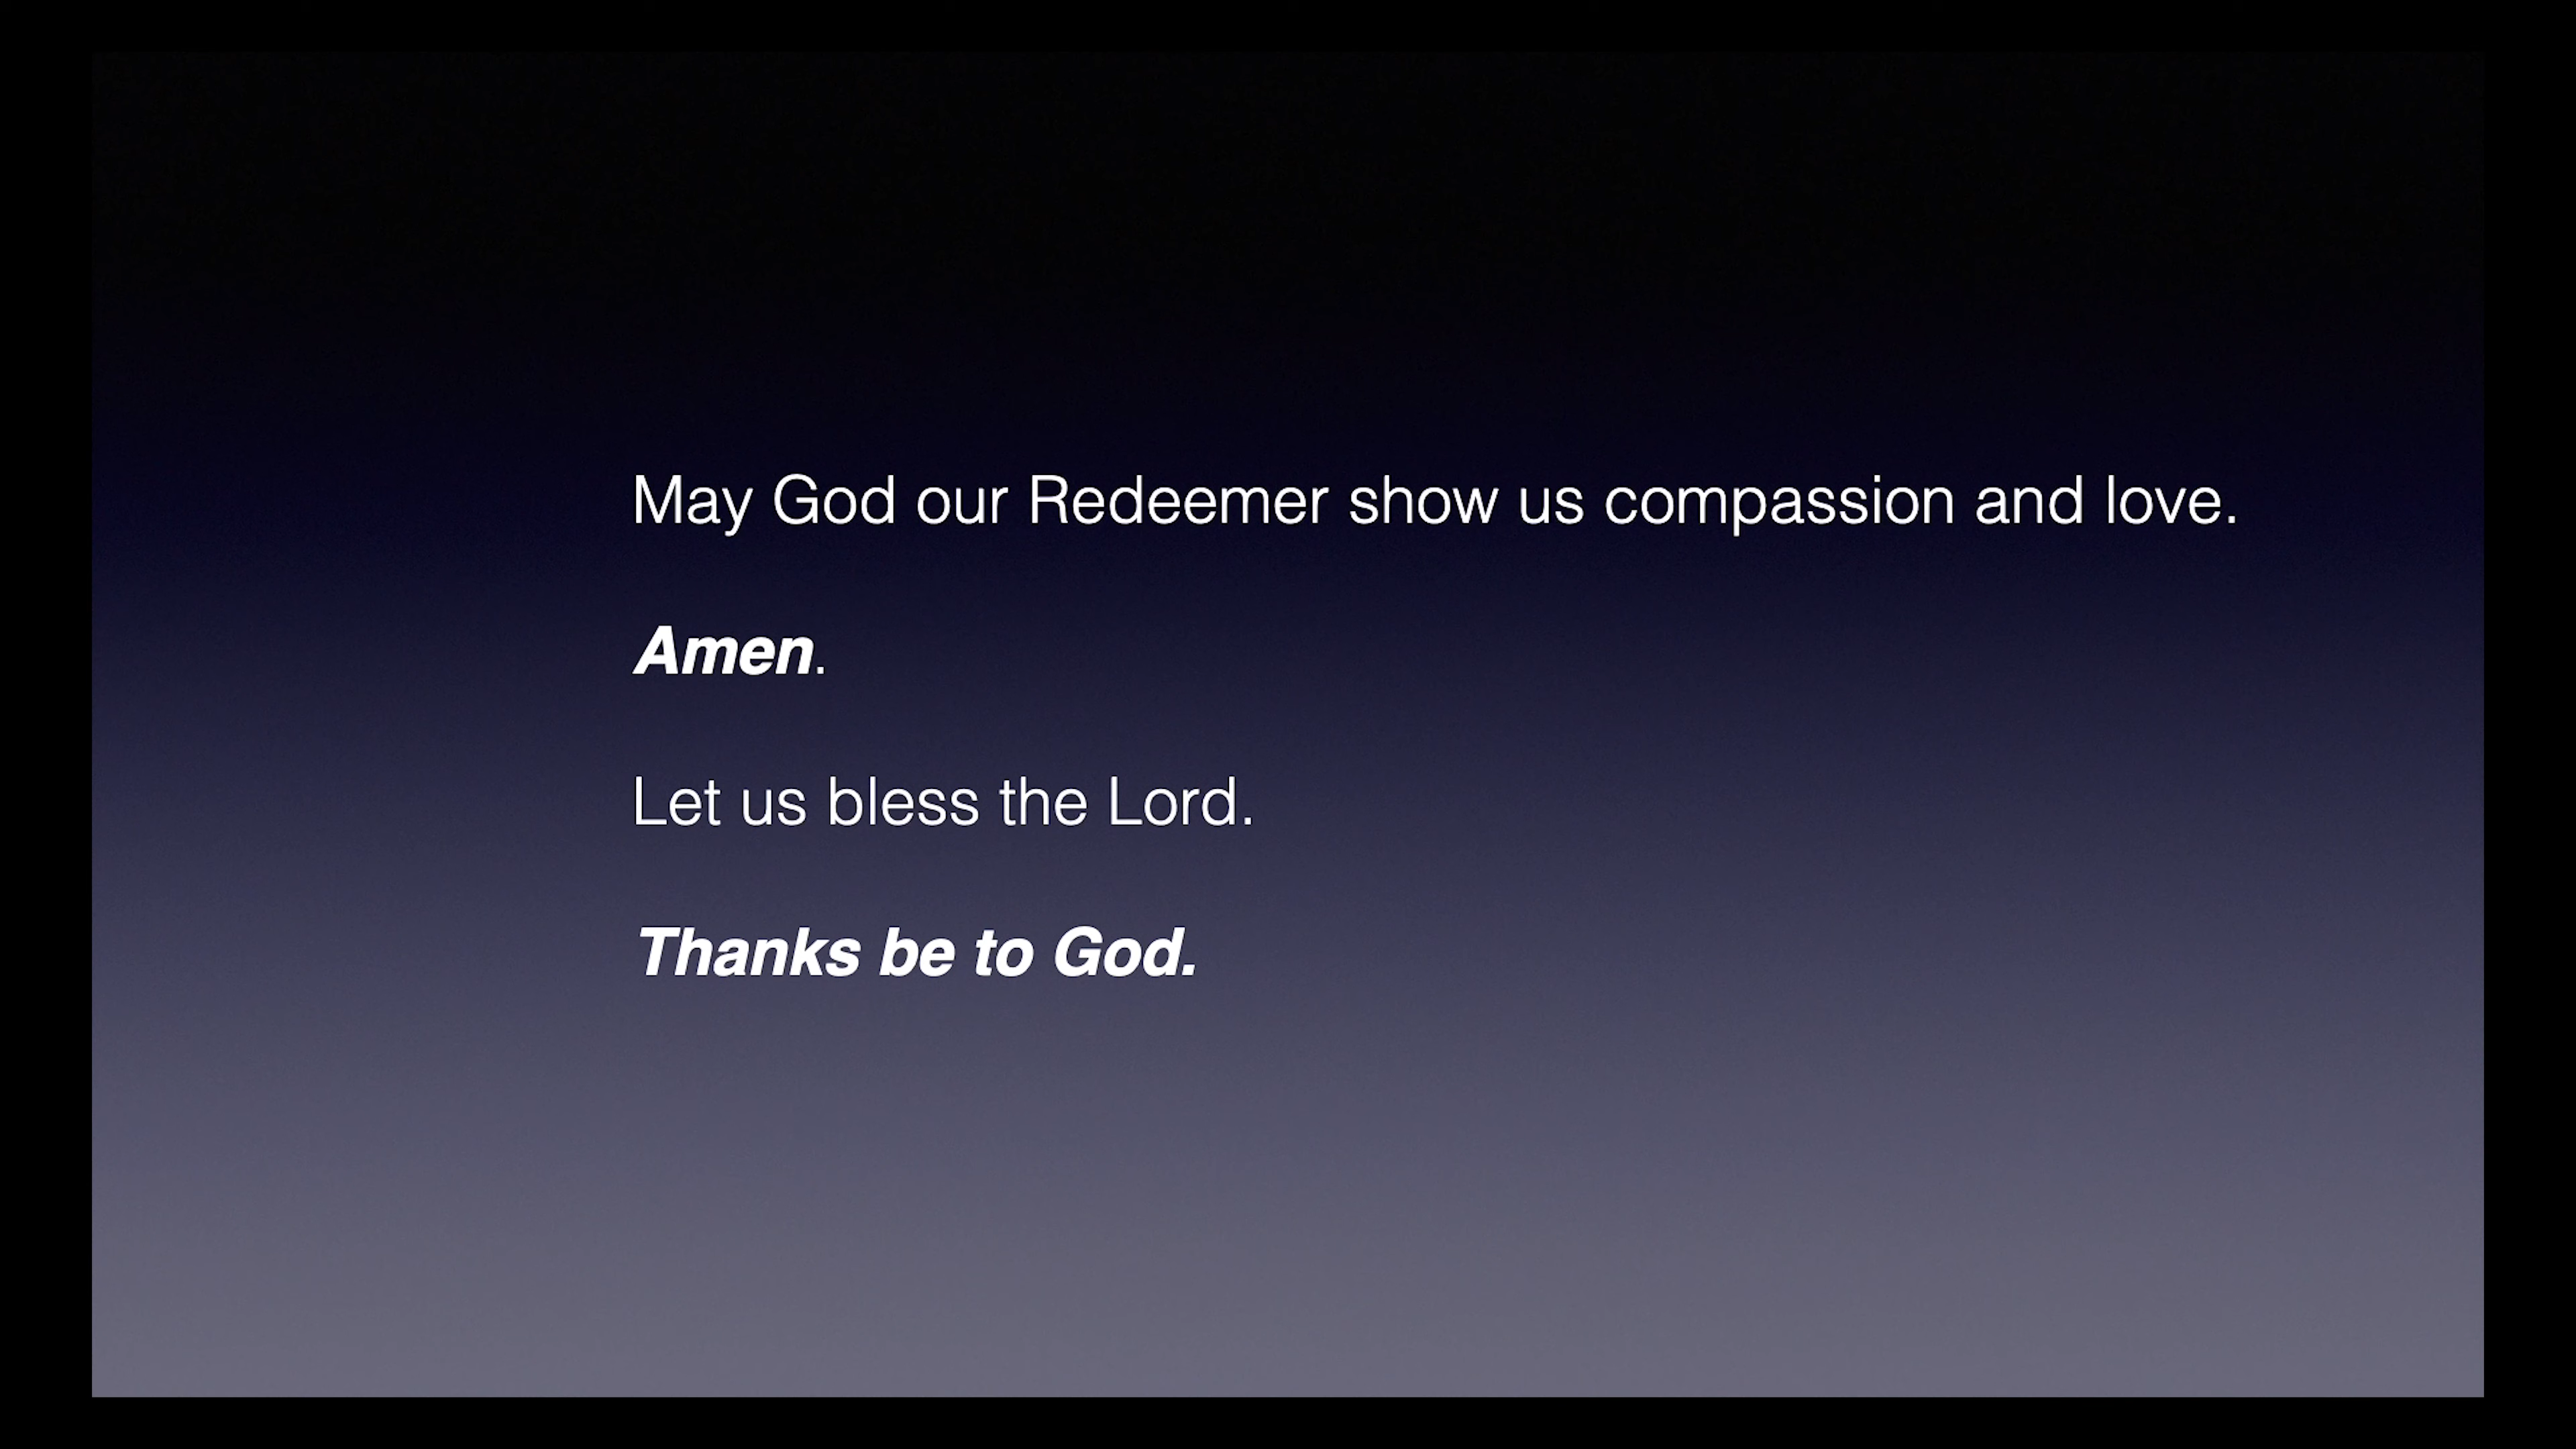 May God our Redeemer show us compassion and love.
Amen.
Let us bless the Lord.
Thanks be to God.